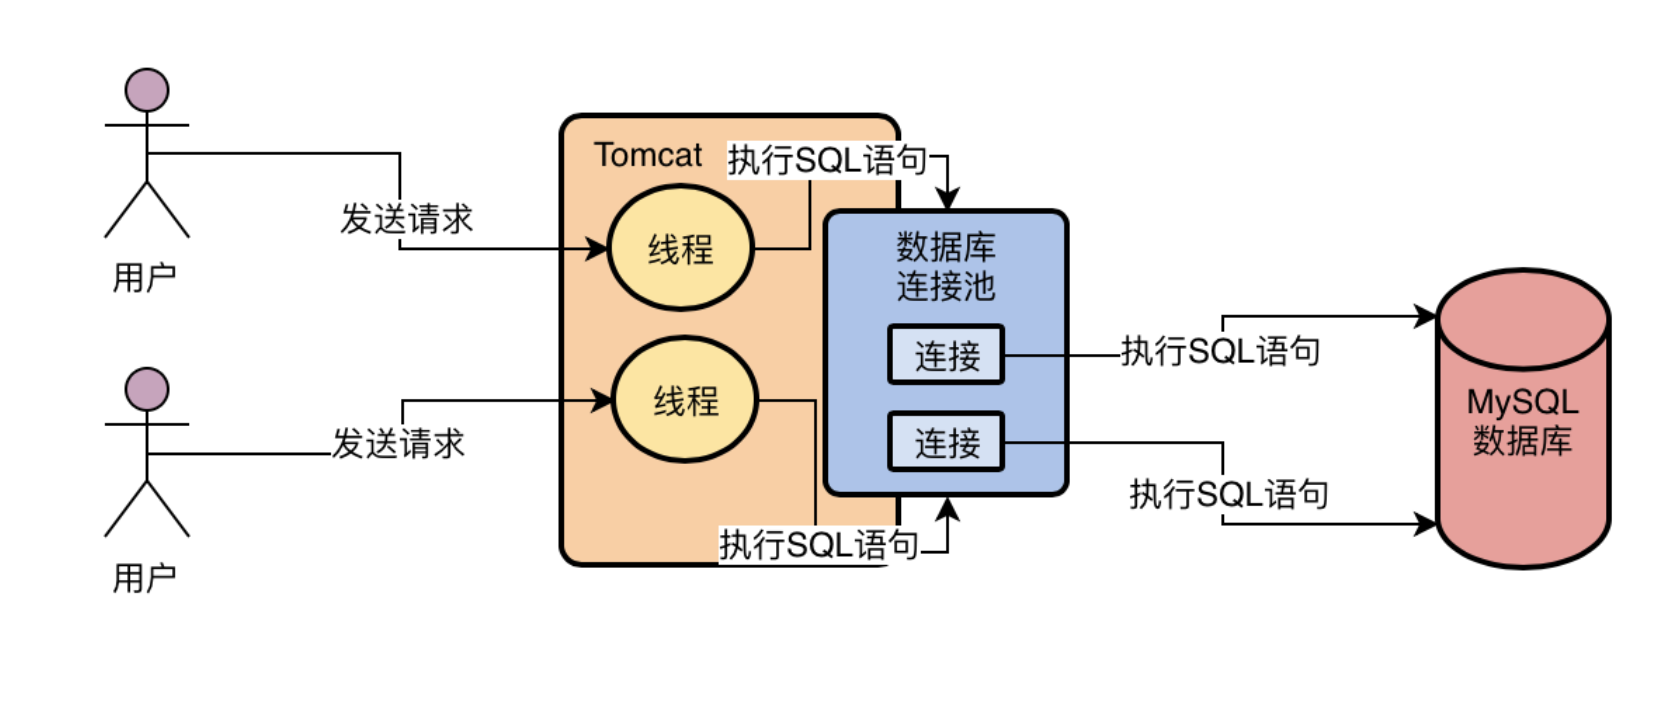 发送请求
用户
Tomcat
执行SQL语句
线程
线程
执行SQL语句
数据库
连接池
连接
连接
执行SQL语句
执行SQL语句
MySQL
数据库
发送请求
用户